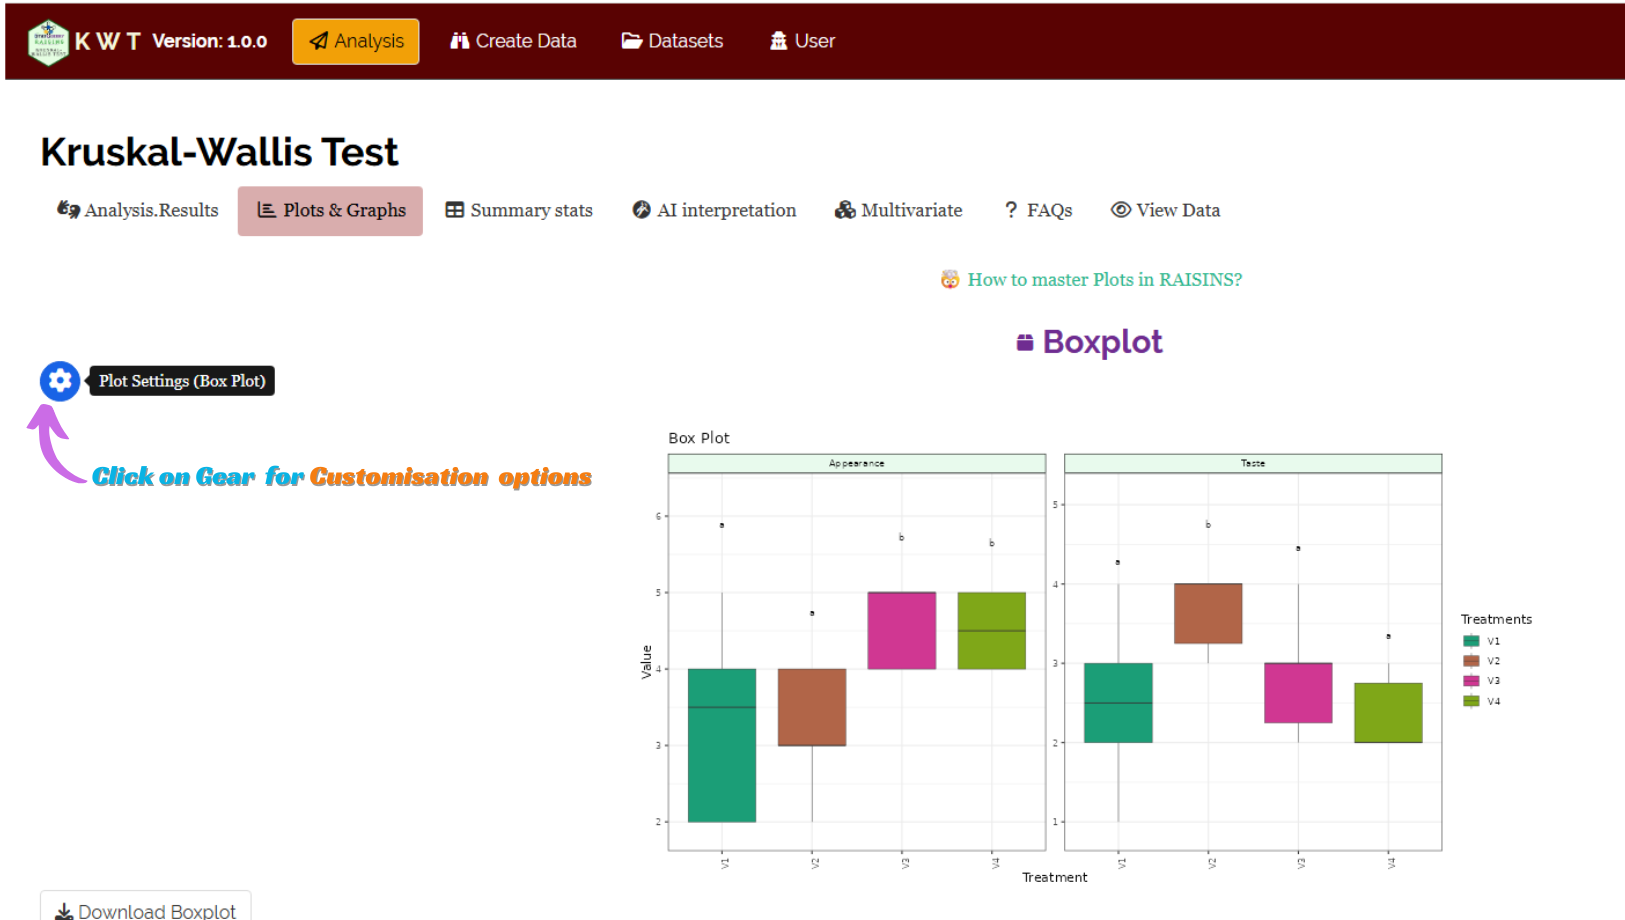 K W T Version: 1.0.0 Analysis Create Data Datasets User
Kruskal-Wallis Test
Analysis.Results Plots & Graphs Summary stats AI interpretation Multivariate ? FAQs View Data
How to master Plots in RAISINS?
Boxplot
Plot Settings (Box Plot)
Click on Gear for Customisation options
Box Plot
Appearance
Taste
6
5
4
3
2
Value
a
a
b
b
5
4
3
2
1
a
b
a
a
V1
V2
V3
V4
V1
V2
V3
V4
Treatment
Treatments
V1
V2
V3
V4
Download Boxplot